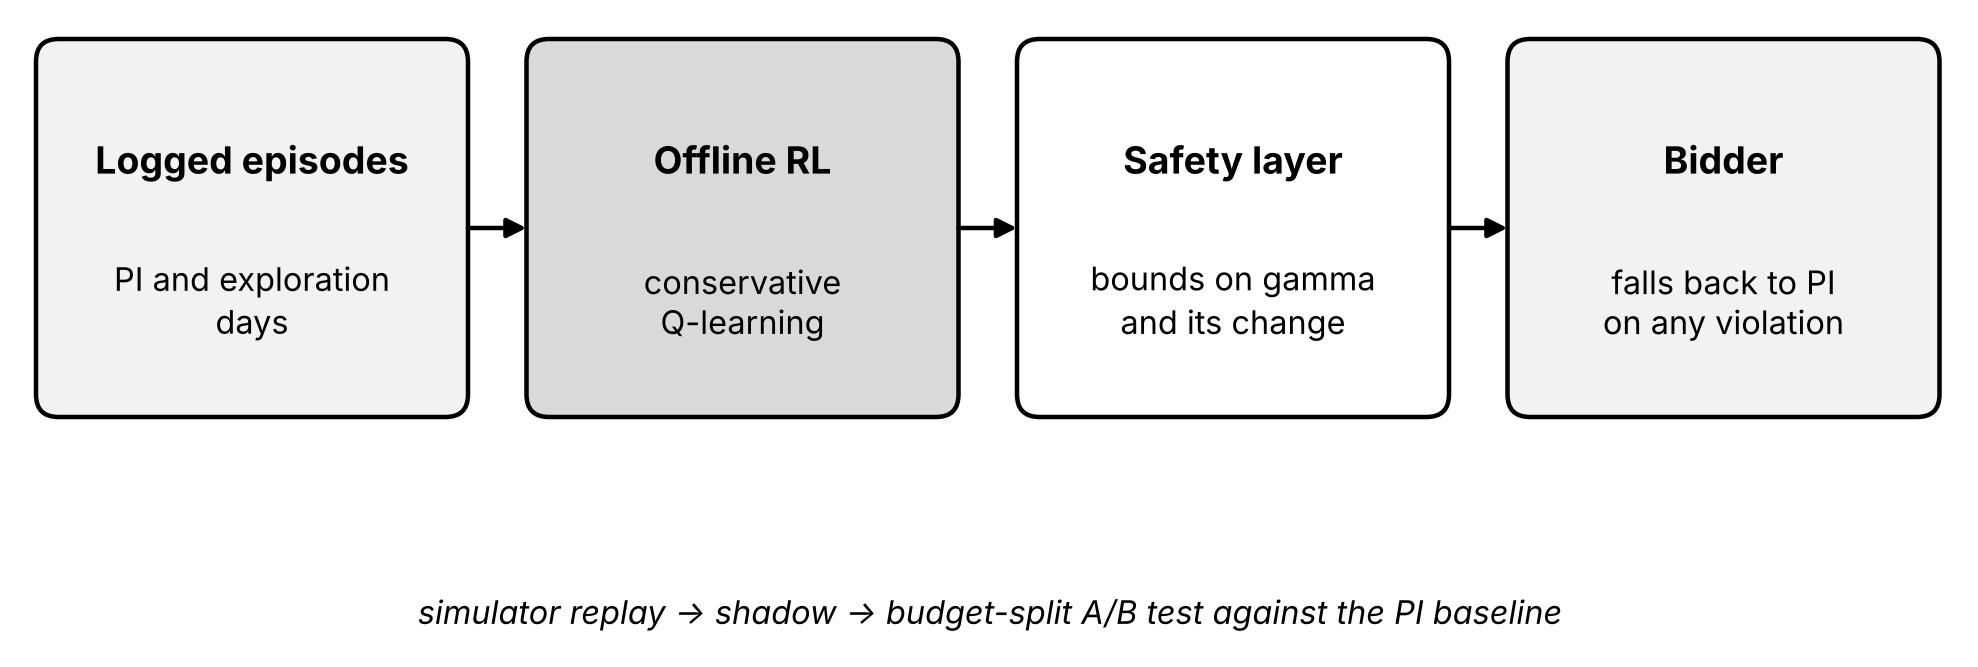 Logged episodes
PI and exploration
days
Offline RL
conservative
Q-learning
Safety layer
bounds on gamma
and its change
Bidder
falls back to PI
on any violation
simulator replay → shadow → budget-split A/B test against the PI baseline